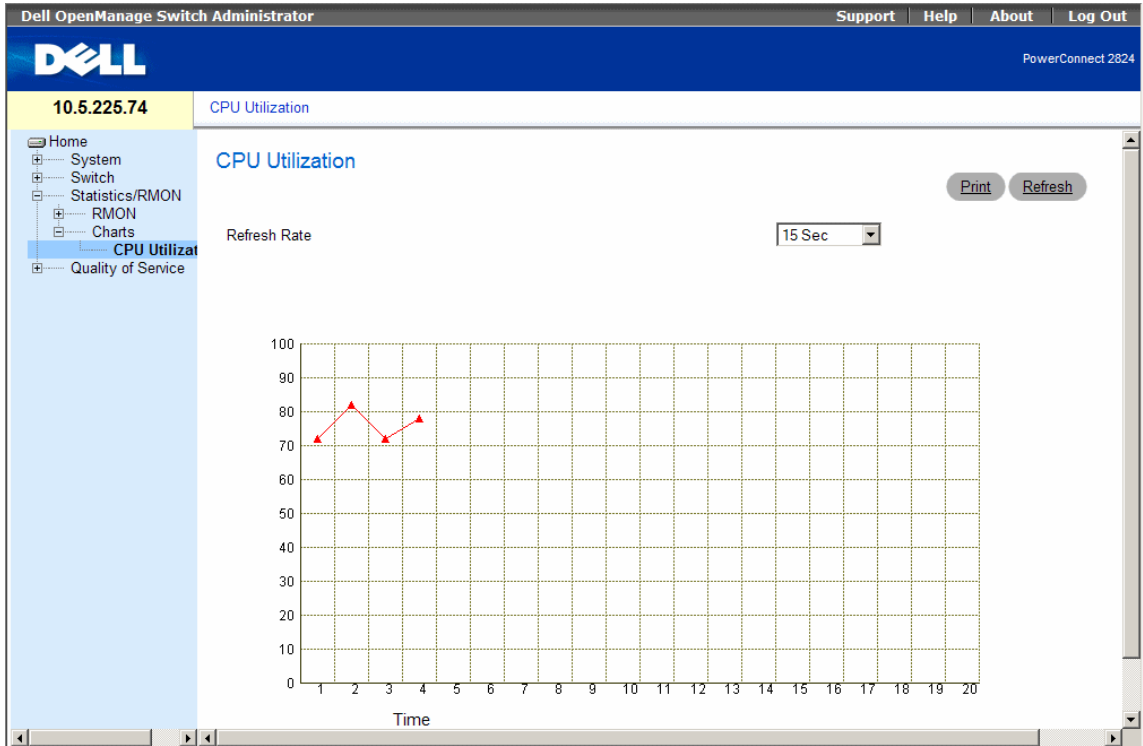 Dell OpenManage Switch Administrator
Support Help About Log Out
DELL
PowerConnect 2824
10.5.225.74
CPU Utilization
Home
System
Switch
Statistics/RMON
RMON
Charts
CPU Utilizat
Quality of Service
CPU Utilization
Print Refresh
Refresh Rate
15 Sec
100
90
80
70
60
50
40
30
20
10
0
1 2 3 4 5 6 7 8 9 10 11 12 13 14 15 16 17 18 19 20
Time